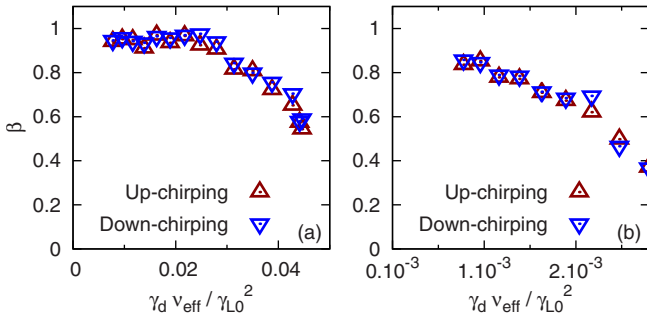 1
0.8
0.6
0.4
0.2
0
β
Up-chirping
Down-chirping
(a)
0
0.02
0.04
γd νeff / γL0²
1
0.8
0.6
0.4
0.2
0
Up-chirping
Down-chirping
(b)
0.10⁻³
1.10⁻³
2.10⁻³
γd νeff / γL0²